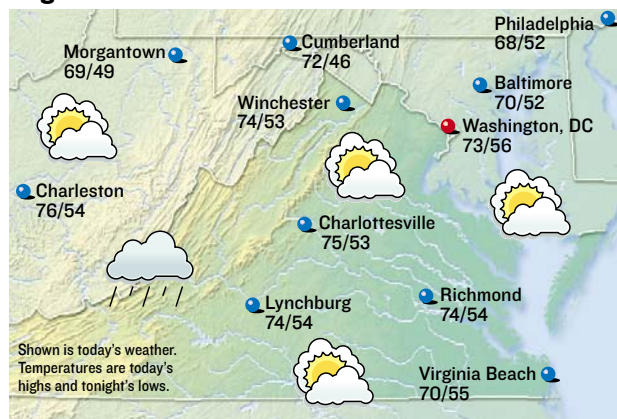 Philadelphia
68/52
Morgantown
69/49
Cumberland
72/46
Baltimore
70/52
Winchester
74/53
Washington, DC
73/56
Charleston
76/54
Charlottesville
75/53
Lynchburg
74/54
Richmond
74/54
Shown is today's weather.
Temperatures are today's
highs and tonight's lows.
Virginia Beach
70/55